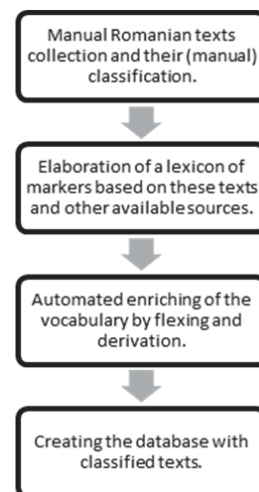 Manual Romanian texts
collection and their (manual)
classification.
Elaboration of a lexicon of
markers based on these texts
and other available sources.
Automated enriching of the
vocabulary by flexing and
derivation.
Creating the database with
classified texts.